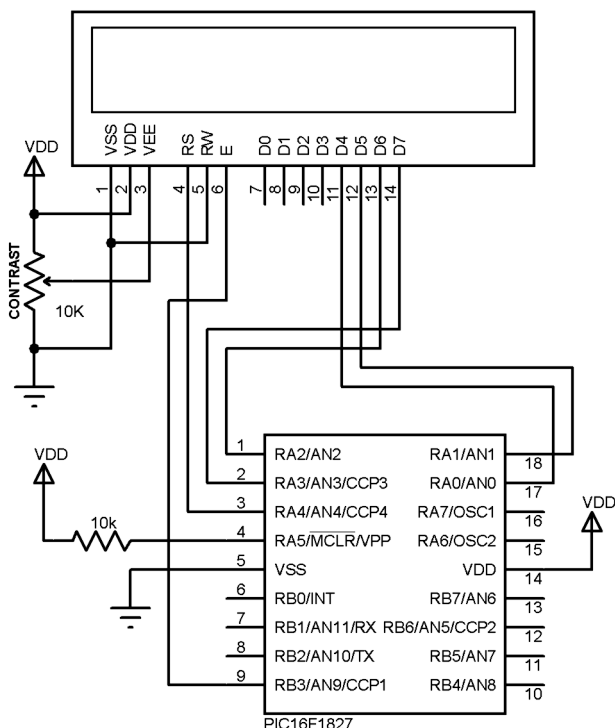 VDD
VSS
VDD
VEE
RS
RW
E
D0
D1
D2
D3
D4
D5
D6
D7
1
2
3
4
5
6
7
8
9
10
11
12
13
14
CONTRAST
10K
VDD
10k
1 RA2/AN2 RA1/AN1 18
2 RA3/AN3/CCP3 RA0/AN0 17
3 RA4/AN4/CCP4 RA7/OSC1 16
4 RA5/MCLR/VPP RA6/OSC2 15
5 VSS VDD 14
6 RB0/INT RB7/AN6 13
7 RB1/AN11/RX RB6/AN5/CCP2 12
8 RB2/AN10/TX RB5/AN7 11
9 RB3/AN9/CCP1 RB4/AN8 10
VDD
PIC16F1827